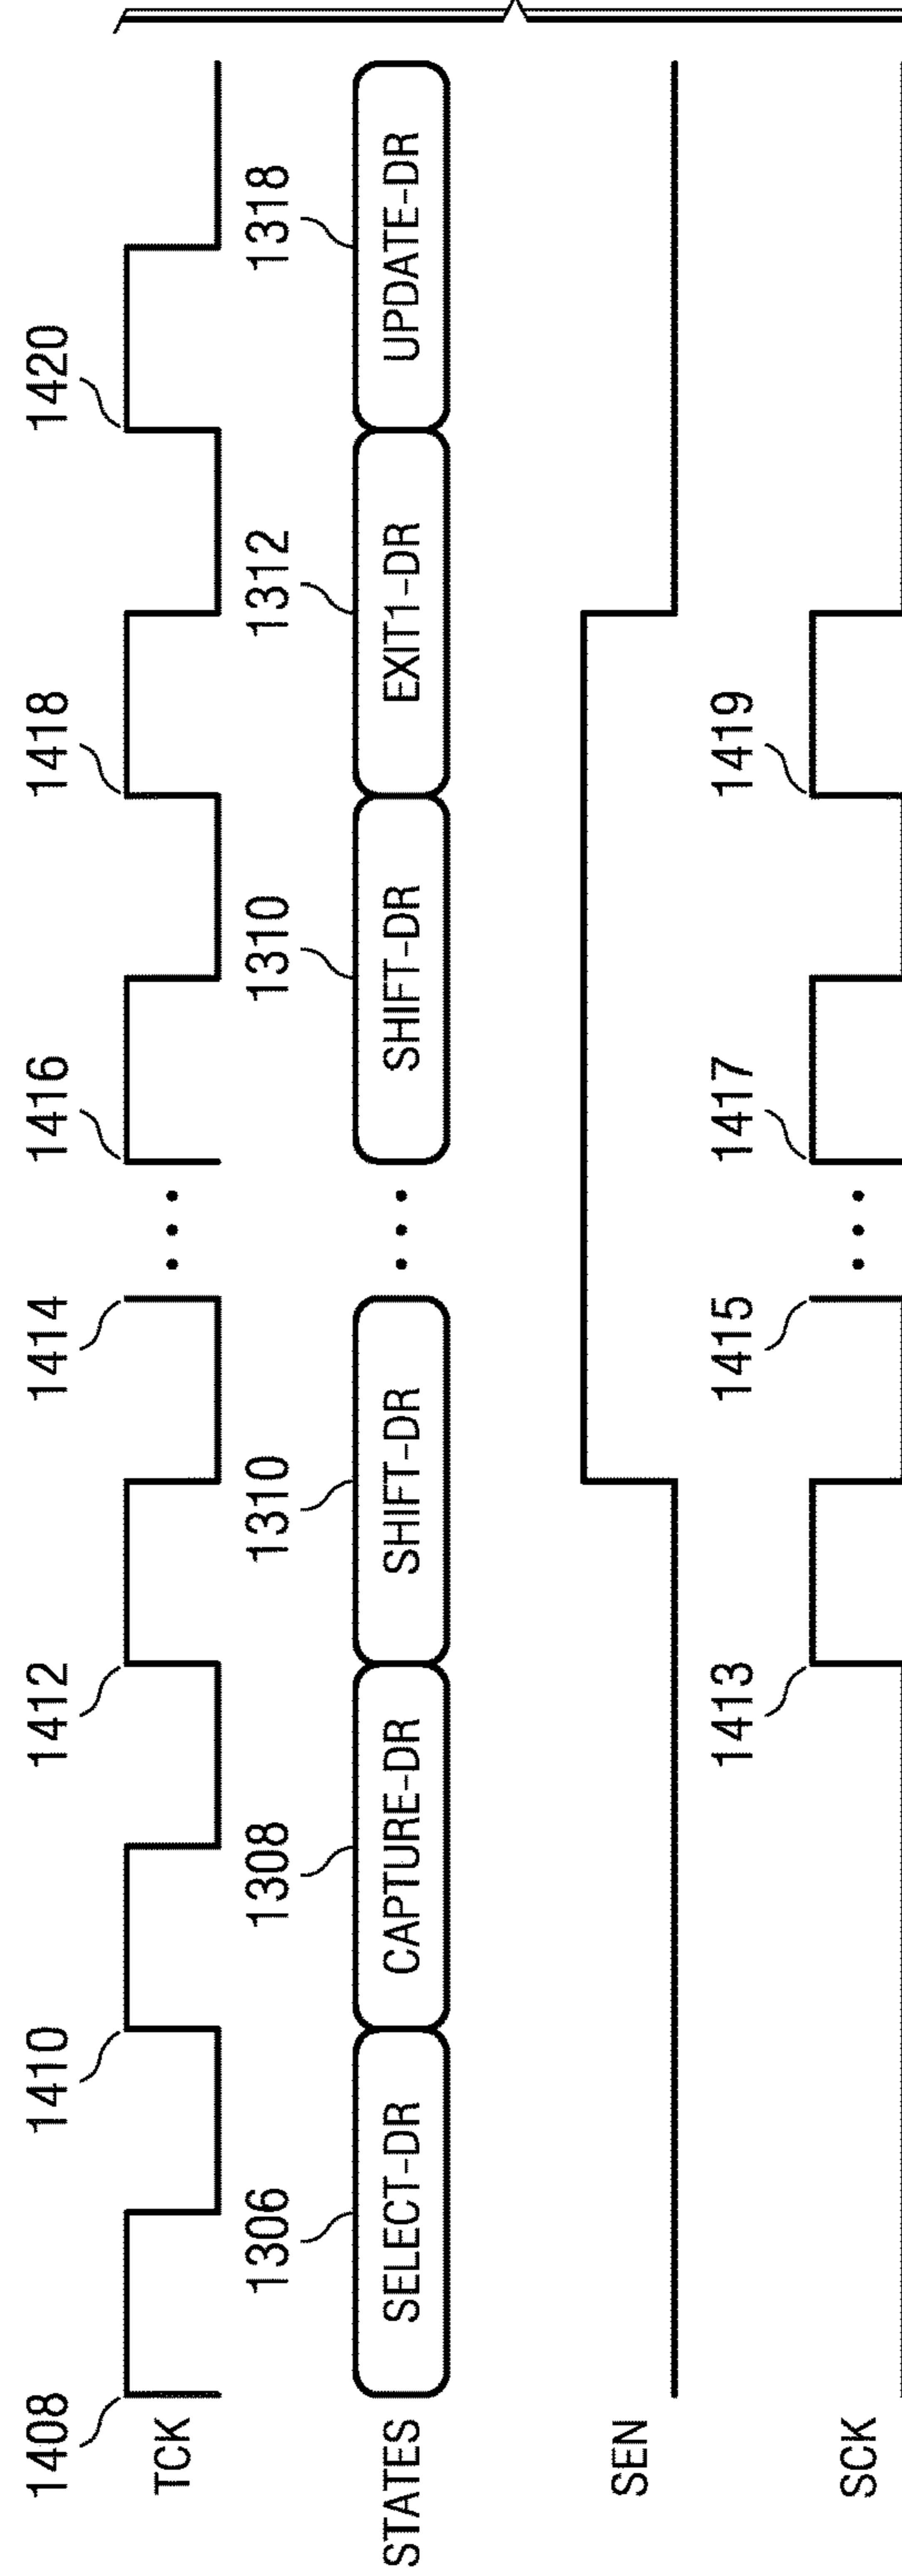 1408 1410 1412 1414 ... 1416 1418 1420
TCK
1306 1308 1310 1310 1312 1318
STATES SELECT-DR CAPTURE-DR SHIFT-DR ... SHIFT-DR EXIT1-DR UPDATE-DR
SEN
1413 1415 ... 1417 1419
SCK